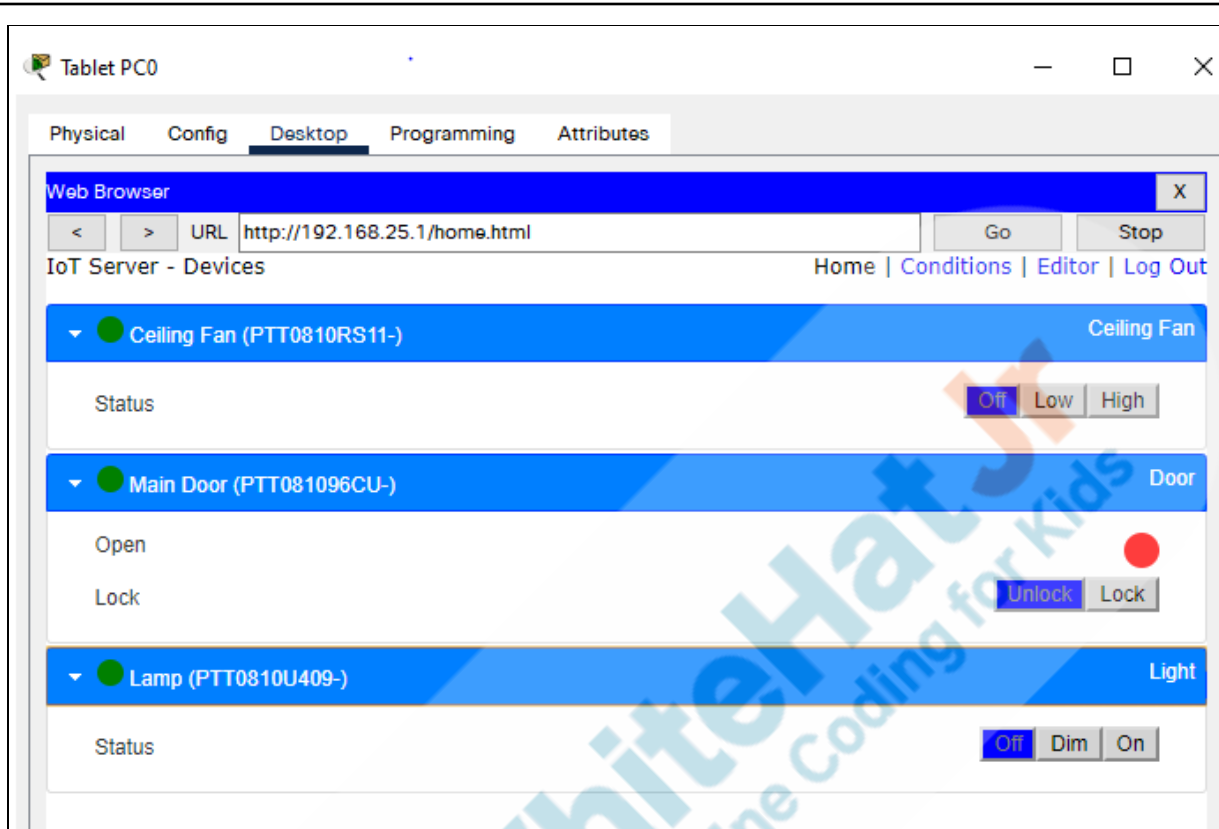 Tablet PC0
Physical Config Desktop Programming Attributes
Web Browser X
< > URL http://192.168.25.1/home.html Go Stop
IoT Server - Devices Home | Conditions | Editor | Log Out
Ceiling Fan (PTT0810RS11-) Ceiling Fan
Status Off Low High
Main Door (PTT081096CU-) Door
Open
Lock Unlock Lock
Lamp (PTT0810U409-) Light
Status Off Dim On
WhiteHat Jr
ne Coding for Kids